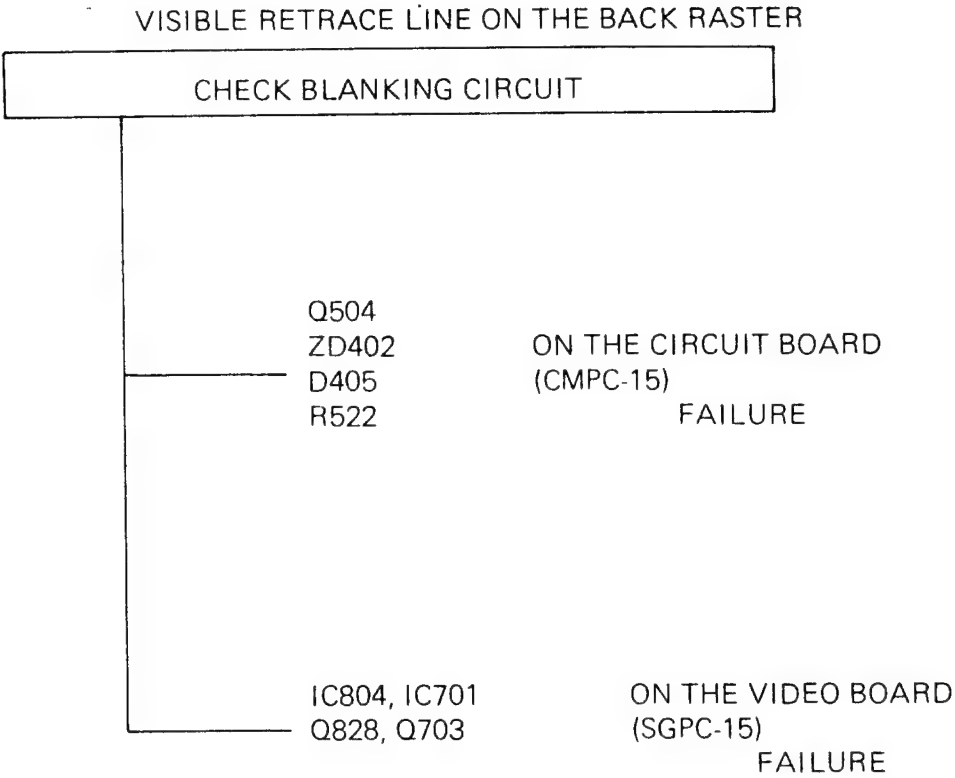 VISIBLE RETRACE LINE ON THE BACK RASTER
CHECK BLANKING CIRCUIT
Q504
ZD402 ON THE CIRCUIT BOARD
D405 (CMPC-15)
R522 FAILURE
IC804, IC701 ON THE VIDEO BOARD
Q828, Q703 (SGPC-15)
FAILURE